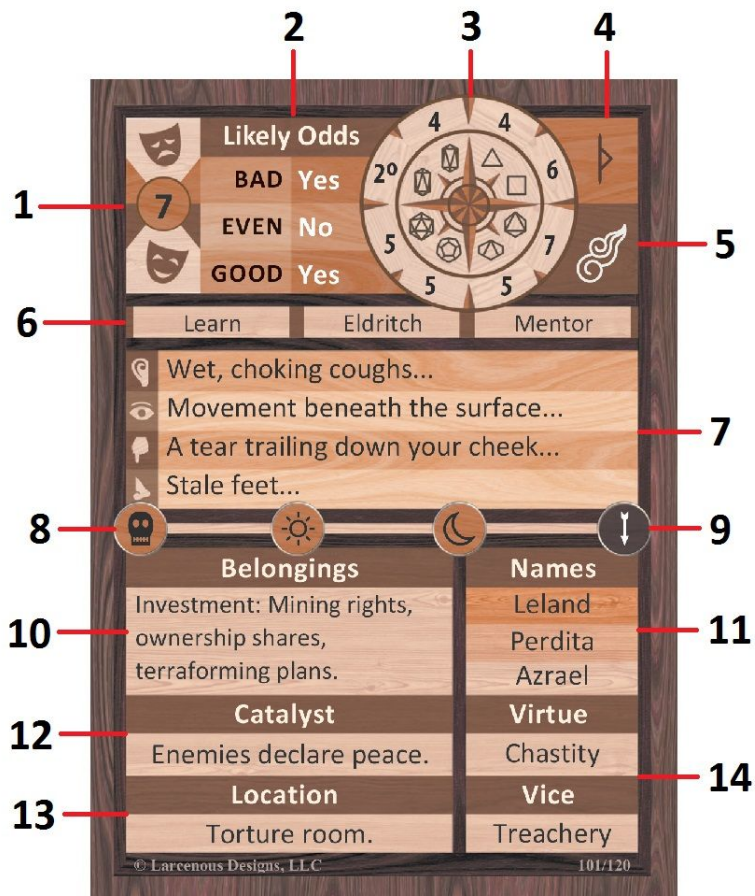 2
3
4
Likely Odds
4 4
BAD Yes
2º 6
1
7
EVEN No
5 7
5
GOOD Yes
5 5
6
Learn Eldritch Mentor
Wet, choking coughs...
Movement beneath the surface...
7
A tear trailing down your cheek...
Stale feet...
8
9
Belongings
Investment: Mining rights,
ownership shares,
terraforming plans.
10
Names
Leland
Perdita
Azrael
11
Catalyst
Enemies declare peace.
12
Virtue
Chastity
14
Location
Torture room.
13
Vice
Treachery
© Larcenous Designs, LLC
101/120